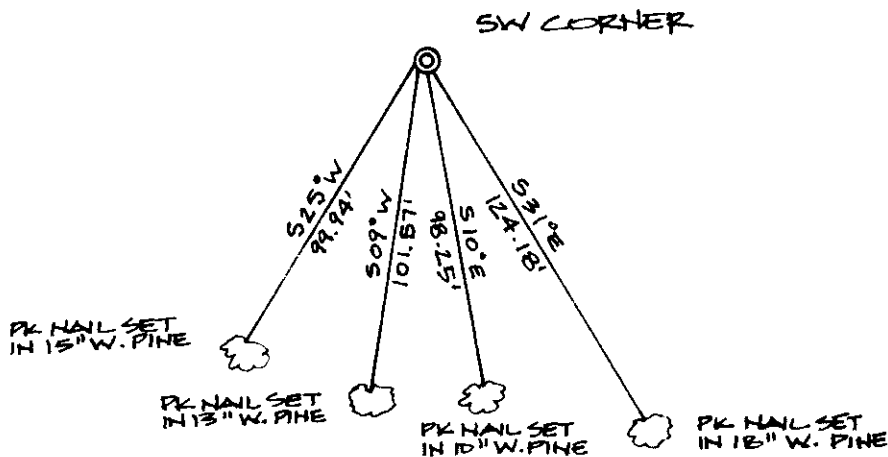 SW CORNER
S25°W
99.94'
S09°W
101.57'
S10°E
98.25'
S31°E
124.18'
PK NAIL SET
IN 15" W. PINE
PK NAIL SET
IN 13" W. PINE
PK NAIL SET
IN 10" W. PINE
PK NAIL SET
IN 18" W. PINE